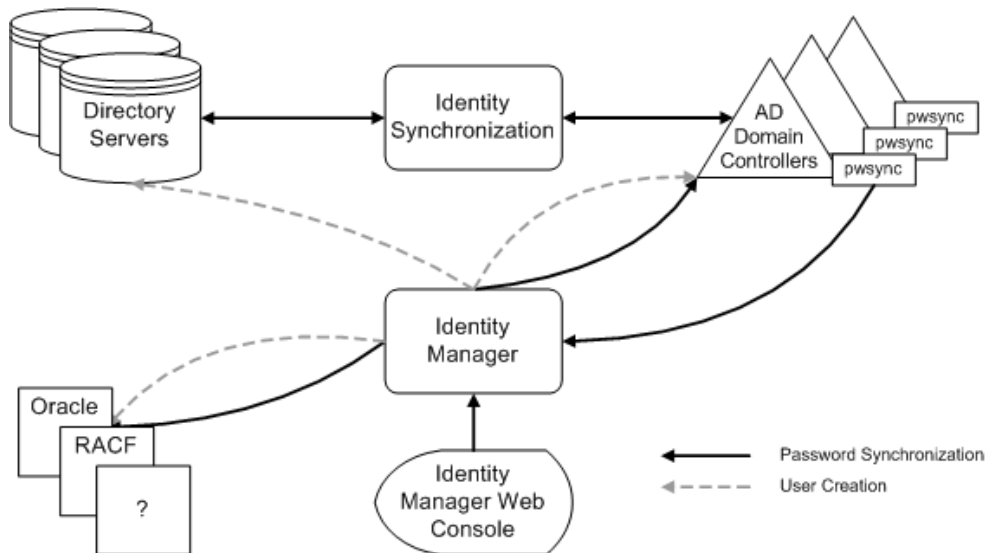 Directory
Servers
Identity
Synchronization
AD
Domain
Controllers
pwsync
pwsync
pwsync
Identity
Manager
Oracle
RACF
?
Identity
Manager Web
Console
Password Synchronization
User Creation